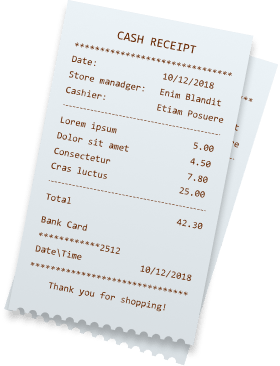 CASH RECEIPT
********************************
Date: 10/12/2018
Store manadger: Enim Blandit
Cashier: Etiam Posuere
Lorem ipsum 5.00
Dolor sit amet 4.50
Consectetur 7.80
Cras luctus 25.00
Total 42.30
Bank Card
************2512
Date\Time 10/12/2018
********************************
Thank you for shopping!